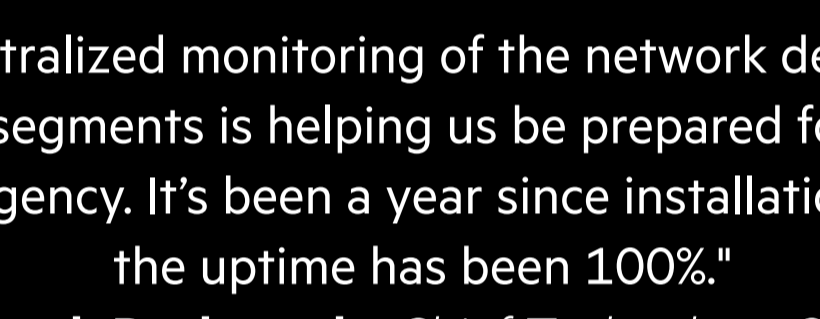 tralized monitoring of the network de
segments is helping us be prepared fo
gency. It’s been a year since installatio
the uptime has been 100%."